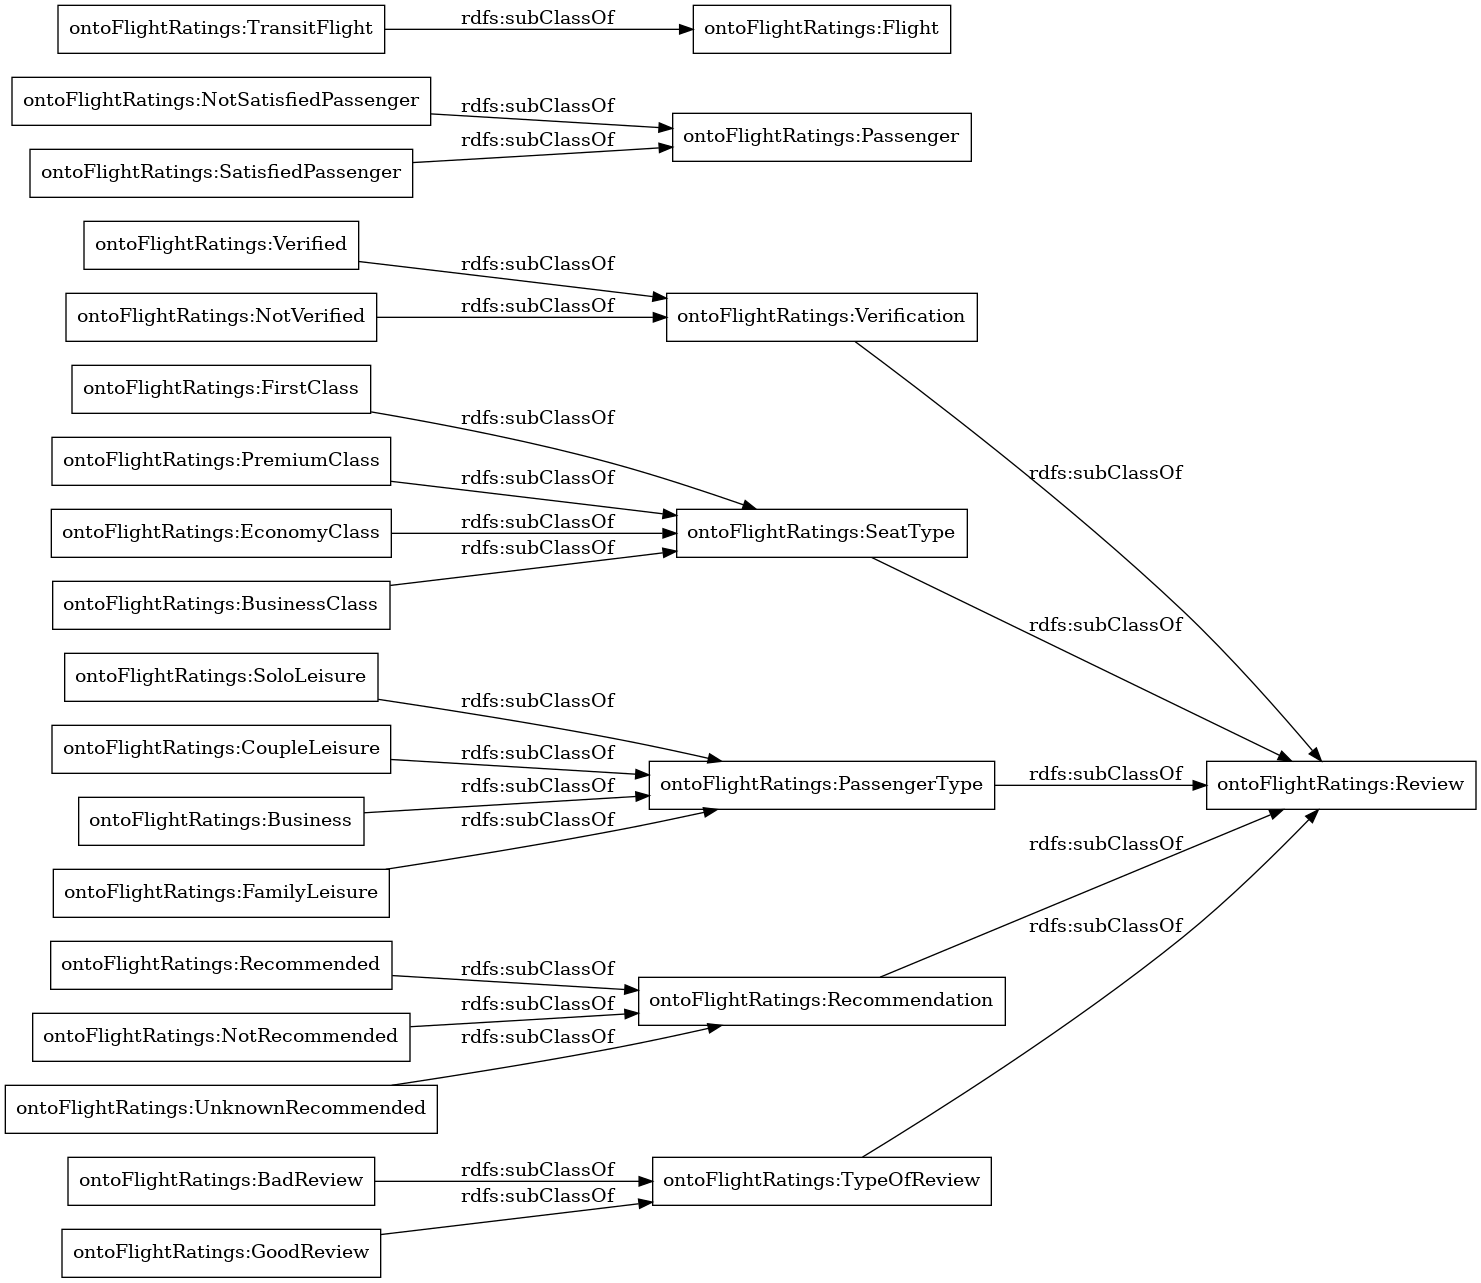 ontoFlightRatings:TransitFlight
rdfs:subClassOf
ontoFlightRatings:Flight
ontoFlightRatings:NotSatisfiedPassenger
rdfs:subClassOf
ontoFlightRatings:Passenger
rdfs:subClassOf
ontoFlightRatings:SatisfiedPassenger
ontoFlightRatings:Verified
rdfs:subClassOf
ontoFlightRatings:NotVerified
rdfs:subClassOf
ontoFlightRatings:Verification
ontoFlightRatings:FirstClass
rdfs:subClassOf
ontoFlightRatings:PremiumClass
rdfs:subClassOf
rdfs:subClassOf
ontoFlightRatings:EconomyClass
rdfs:subClassOf
ontoFlightRatings:SeatType
rdfs:subClassOf
ontoFlightRatings:BusinessClass
rdfs:subClassOf
ontoFlightRatings:SoloLeisure
rdfs:subClassOf
ontoFlightRatings:CoupleLeisure
rdfs:subClassOf
rdfs:subClassOf
ontoFlightRatings:PassengerType
rdfs:subClassOf
ontoFlightRatings:Review
ontoFlightRatings:Business
rdfs:subClassOf
rdfs:subClassOf
ontoFlightRatings:FamilyLeisure
rdfs:subClassOf
ontoFlightRatings:Recommended
rdfs:subClassOf
rdfs:subClassOf
ontoFlightRatings:Recommendation
ontoFlightRatings:NotRecommended
rdfs:subClassOf
ontoFlightRatings:UnknownRecommended
rdfs:subClassOf
ontoFlightRatings:BadReview
ontoFlightRatings:TypeOfReview
rdfs:subClassOf
ontoFlightRatings:GoodReview